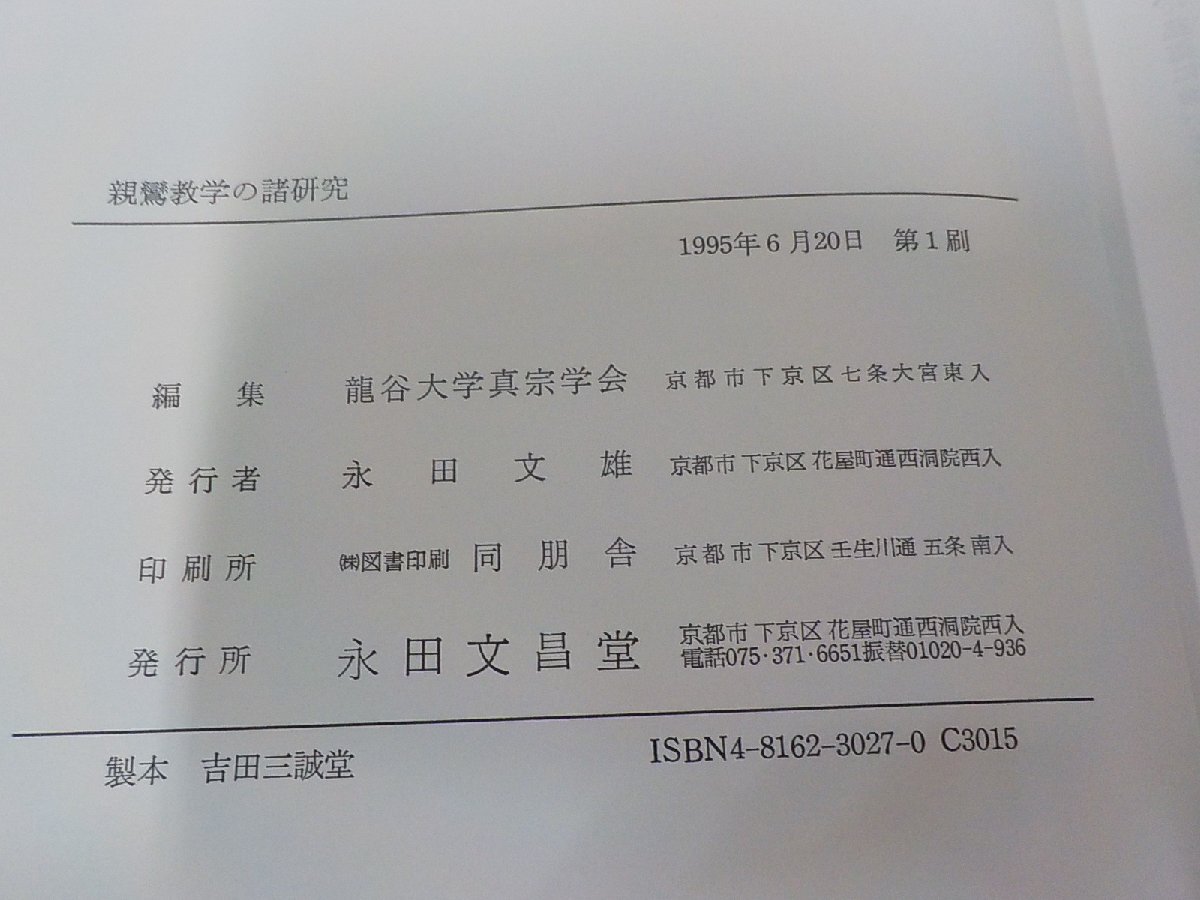 親鸞教学の諸研究
1995年6月20日 第1刷
編集 龍谷大学真宗学会 京都市下京区七条大宮東入
発行者 永田文雄 京都市下京区花屋町通西洞院西入
印刷所 ㈱図書印刷 同朋舎 京都市下京区壬生川通五条南入
発行所 永田文昌堂 京都市下京区花屋町通西洞院西入
電話075·371·6651振替01020-4-936
製本 吉田三誠堂 ISBN4-8162-3027-0 C3015